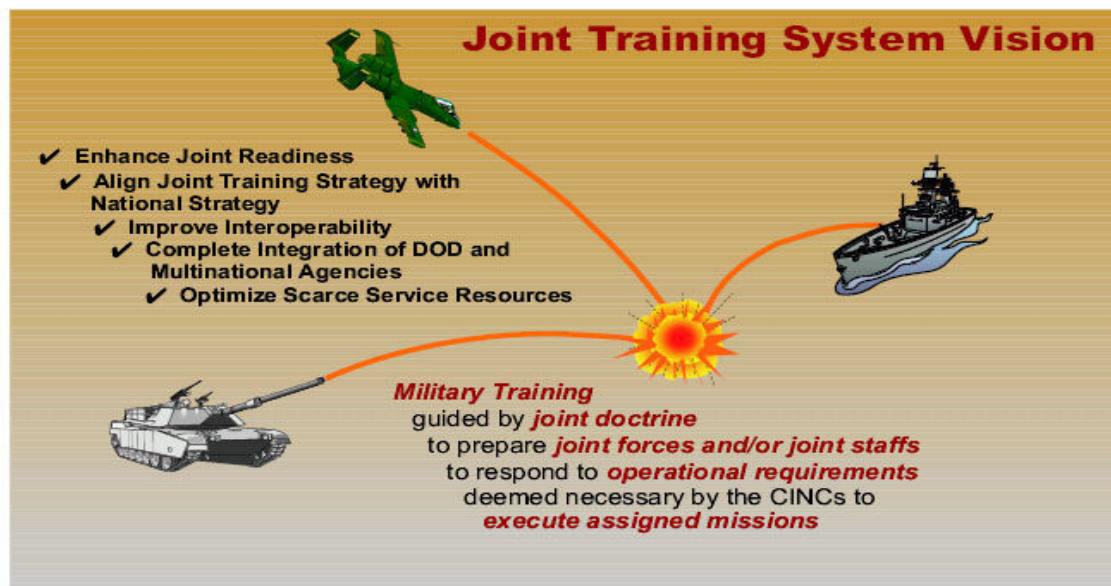 Joint Training System Vision
✔ Enhance Joint Readiness
✔ Align Joint Training Strategy with
National Strategy
✔ Improve Interoperability
✔ Complete Integration of DOD and
Multinational Agencies
✔ Optimize Scarce Service Resources
Military Training
guided by joint doctrine
to prepare joint forces and/or joint staffs
to respond to operational requirements
deemed necessary by the CINCs to
execute assigned missions